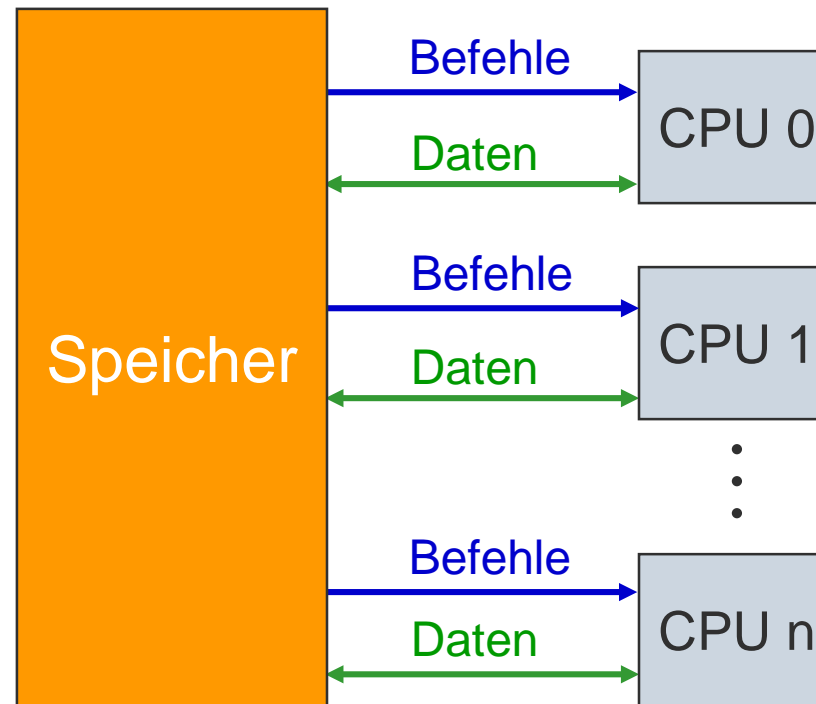 Befehle
CPU 0
Daten
Befehle
Speicher
CPU 1
Daten
Befehle
CPU n
Daten